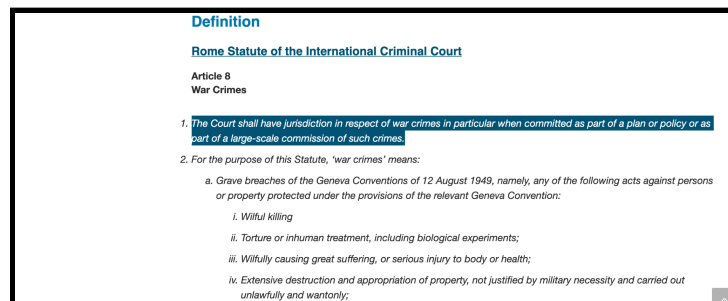 Definition
Rome Statute of the International Criminal Court
Article 8
War Crimes
1. The Court shall have jurisdiction in respect of war crimes in particular when committed as part of a plan or policy or as
part of a large-scale commission of such crimes.
2. For the purpose of this Statute, ‘war crimes’ means:
a. Grave breaches of the Geneva Conventions of 12 August 1949, namely, any of the following acts against persons
or property protected under the provisions of the relevant Geneva Convention:
i. Wilful killing
ii. Torture or inhuman treatment, including biological experiments;
iii. Wilfully causing great suffering, or serious injury to body or health;
iv. Extensive destruction and appropriation of property, not justified by military necessity and carried out
unlawfully and wantonly;